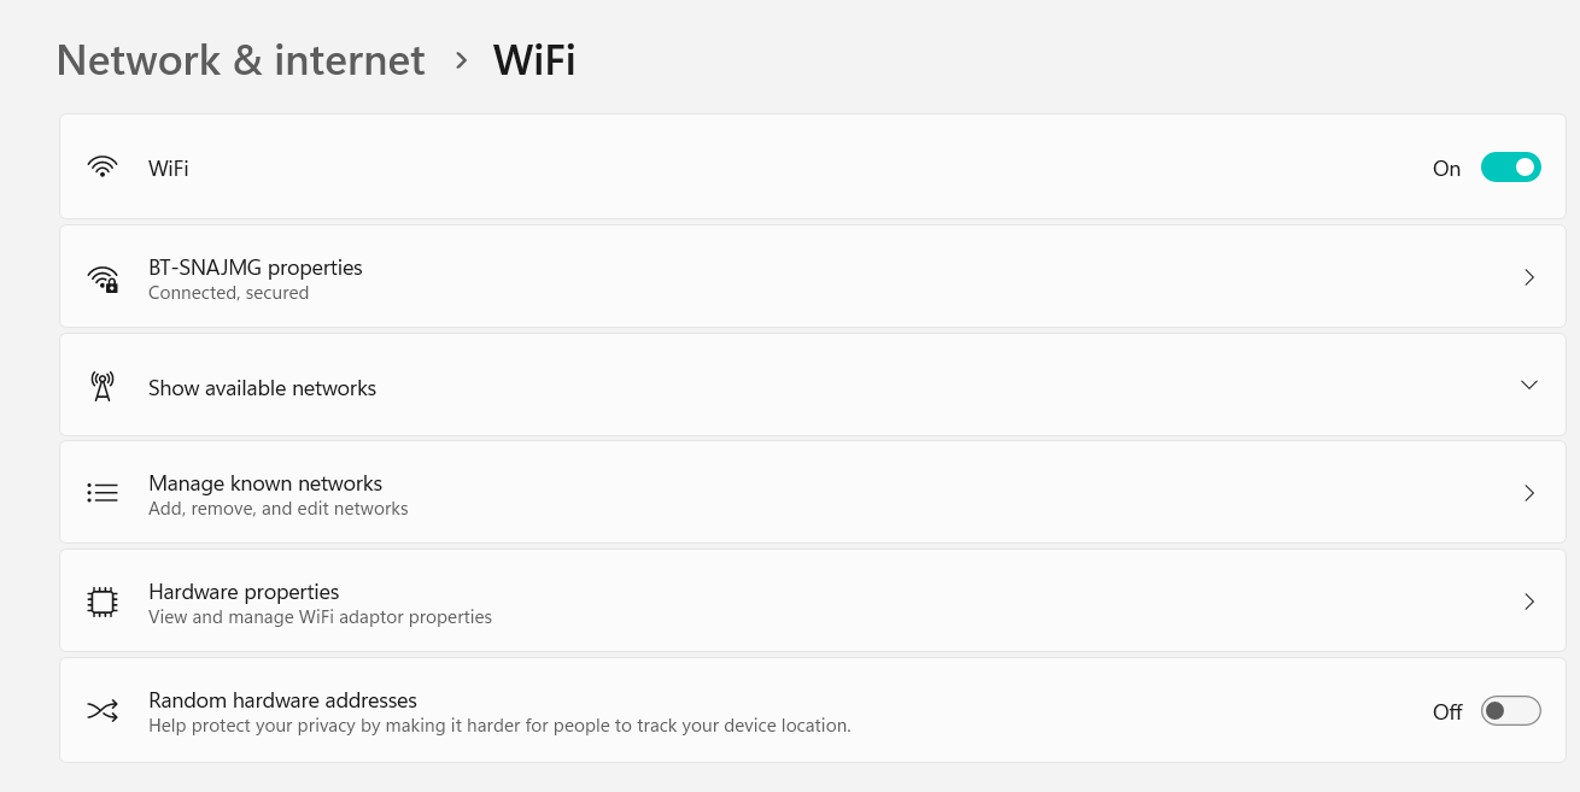 Network & internet > WiFi
WiFi
On
BT-SNAJMG properties
Connected, secured
Show available networks
Manage known networks
Add, remove, and edit networks
Hardware properties
View and manage WiFi adaptor properties
Random hardware addresses
Help protect your privacy by making it harder for people to track your device location.
Off